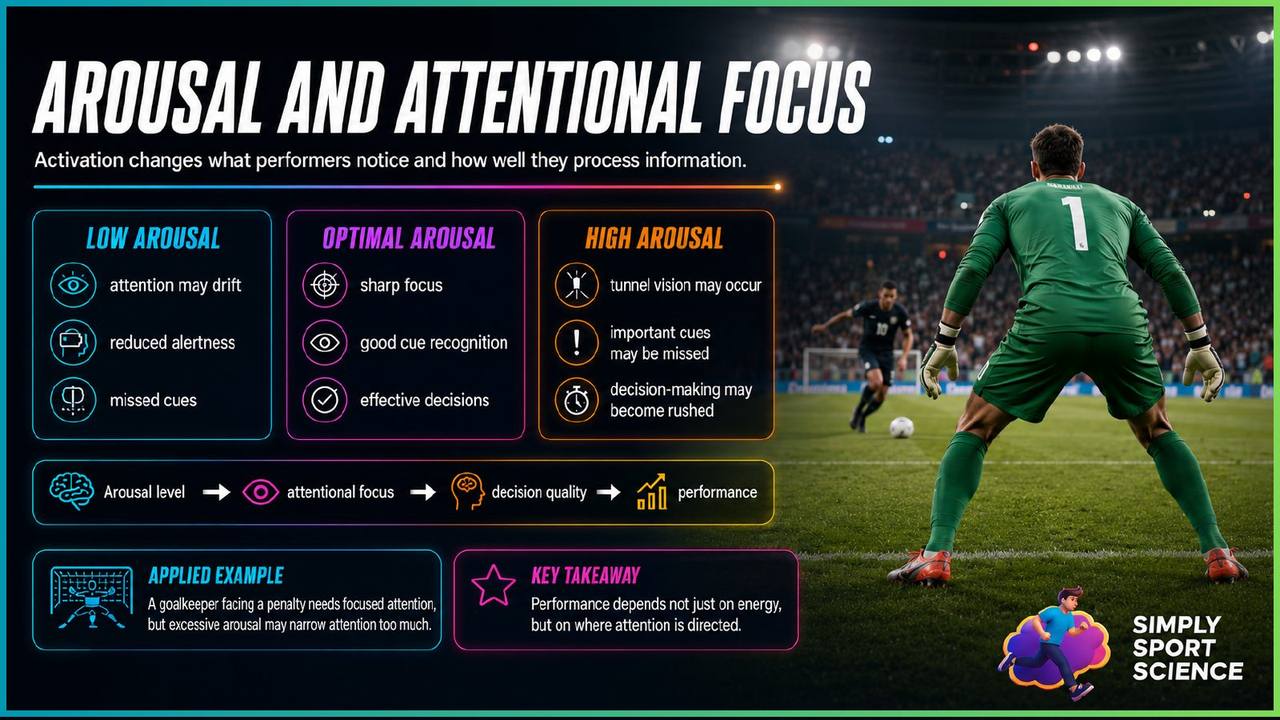 AROUSAL AND ATTENTIONAL FOCUS
Activation changes what performers notice and how well they process information.
LOW AROUSAL
attention may drift
reduced alertness
missed cues
OPTIMAL AROUSAL
sharp focus
good cue recognition
effective decisions
HIGH AROUSAL
tunnel vision may occur
important cues
may be missed
decision-making may
become rushed
Arousal level
attentional focus
decision quality
performance
APPLIED EXAMPLE
A goalkeeper facing a penalty needs focused attention,
but excessive arousal may narrow attention too much.
KEY TAKEAWAY
Performance depends not just on energy,
but on where attention is directed.
1
10
SIMPLY
SPORT
SCIENCE